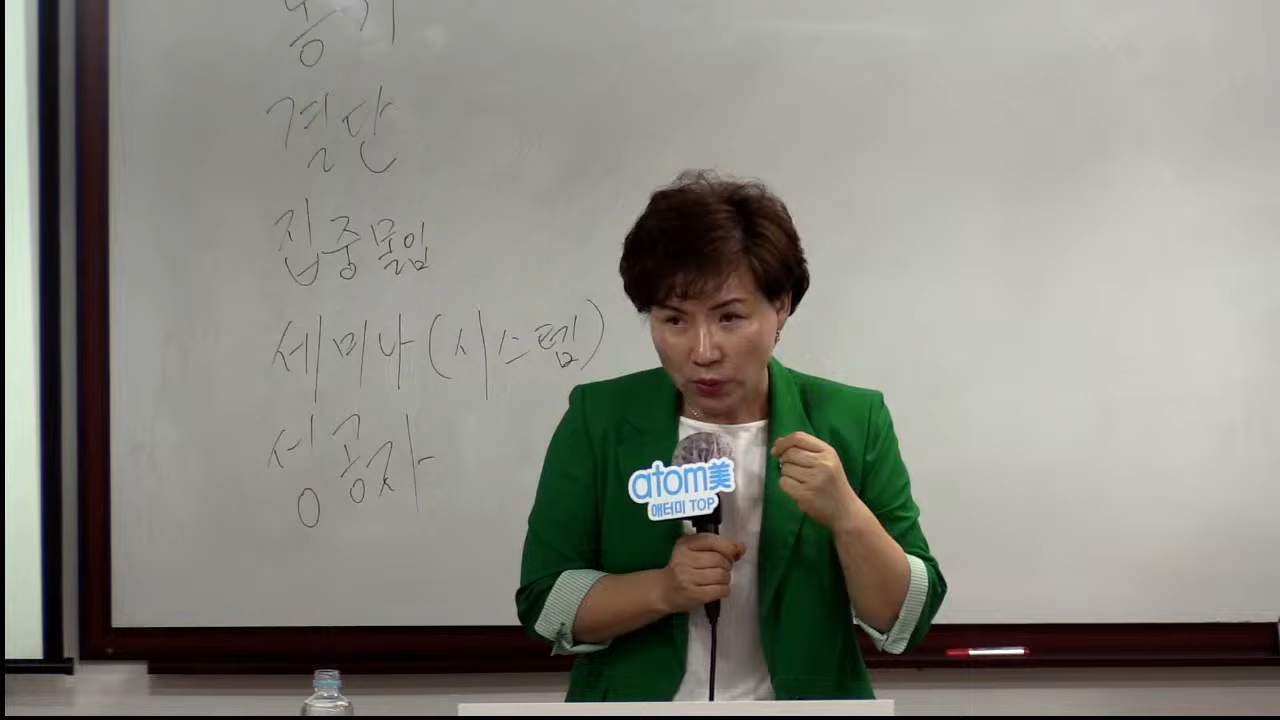 결단
집중몰입
세미나(시스템)
성공자
atom美
애터미 TOP